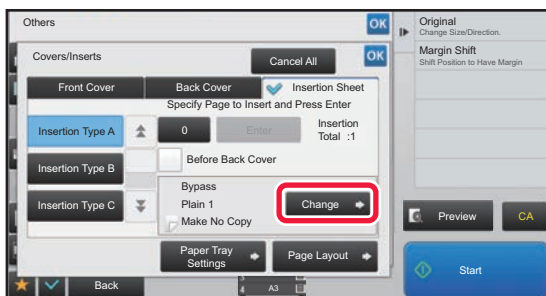 Others
OK
Original
Change Size/Direction.
Margin Shift
Shift Position to Have Margin
Covers/Inserts
Cancel All
OK
Front Cover
Back Cover
Insertion Sheet
Specify Page to Insert and Press Enter
Insertion Type A
0
Enter
Insertion
Total :1
Before Back Cover
Insertion Type B
Bypass
Plain 1
Make No Copy
Change
Insertion Type C
Preview
CA
Paper Tray
Settings
Page Layout
Start
Back
4
A3